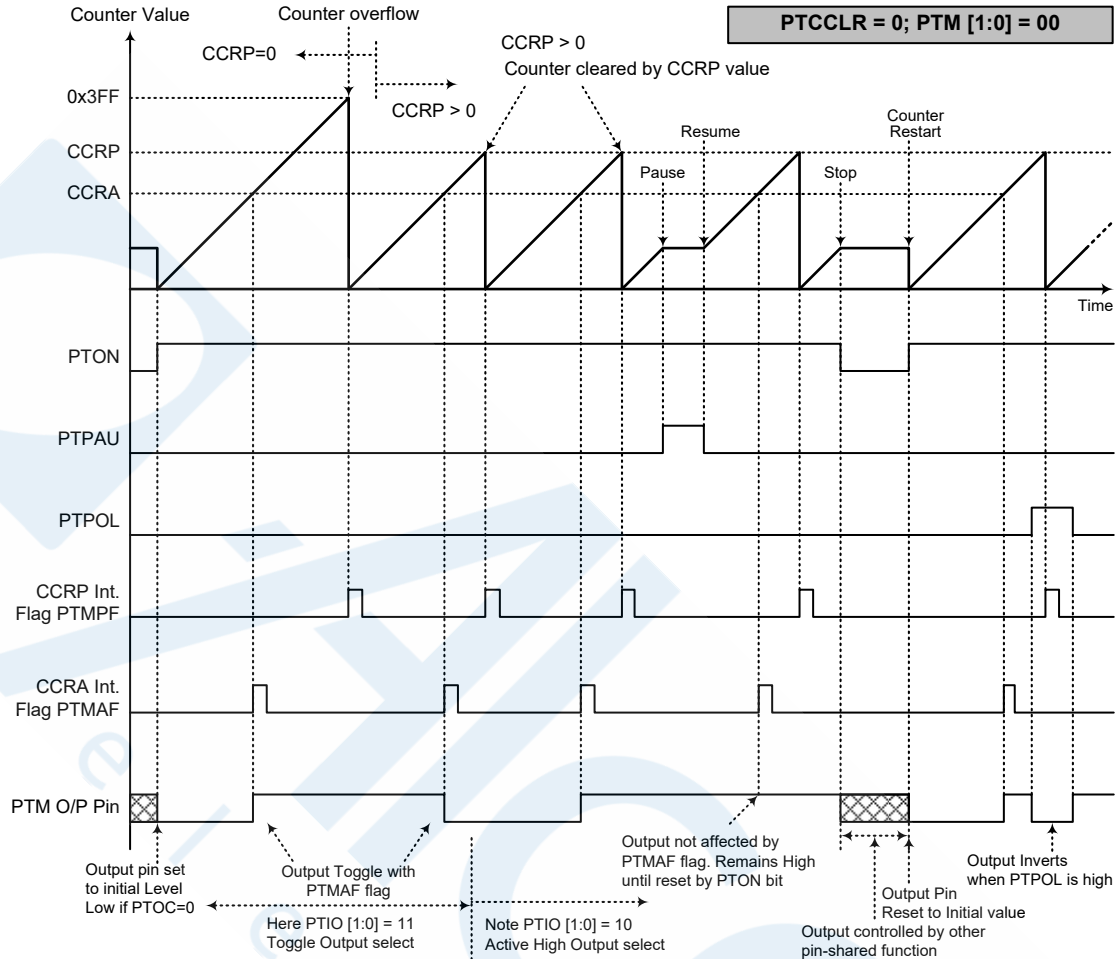 Counter Value
Counter overflow
PTCCLR = 0; PTM [1:0] = 00
CCRP=0
CCRP > 0
CCRP > 0
Counter cleared by CCRP value
0x3FF
CCRP
CCRA
Pause
Resume
Stop
Counter
Restart
Time
PTON
PTPAU
PTPOL
CCRP Int.
Flag PTMPF
CCRA Int.
Flag PTMAF
PTM O/P Pin
Output pin set
to initial Level
Low if PTOC=0
Output Toggle with
PTMAF flag
Here PTIO [1:0] = 11
Toggle Output select
Note PTIO [1:0] = 10
Active High Output select
Output not affected by
PTMAF flag. Remains High
until reset by PTON bit
Output controlled by other
pin-shared function
Output Pin
Reset to Initial value
Output Inverts
when PTPOL is high